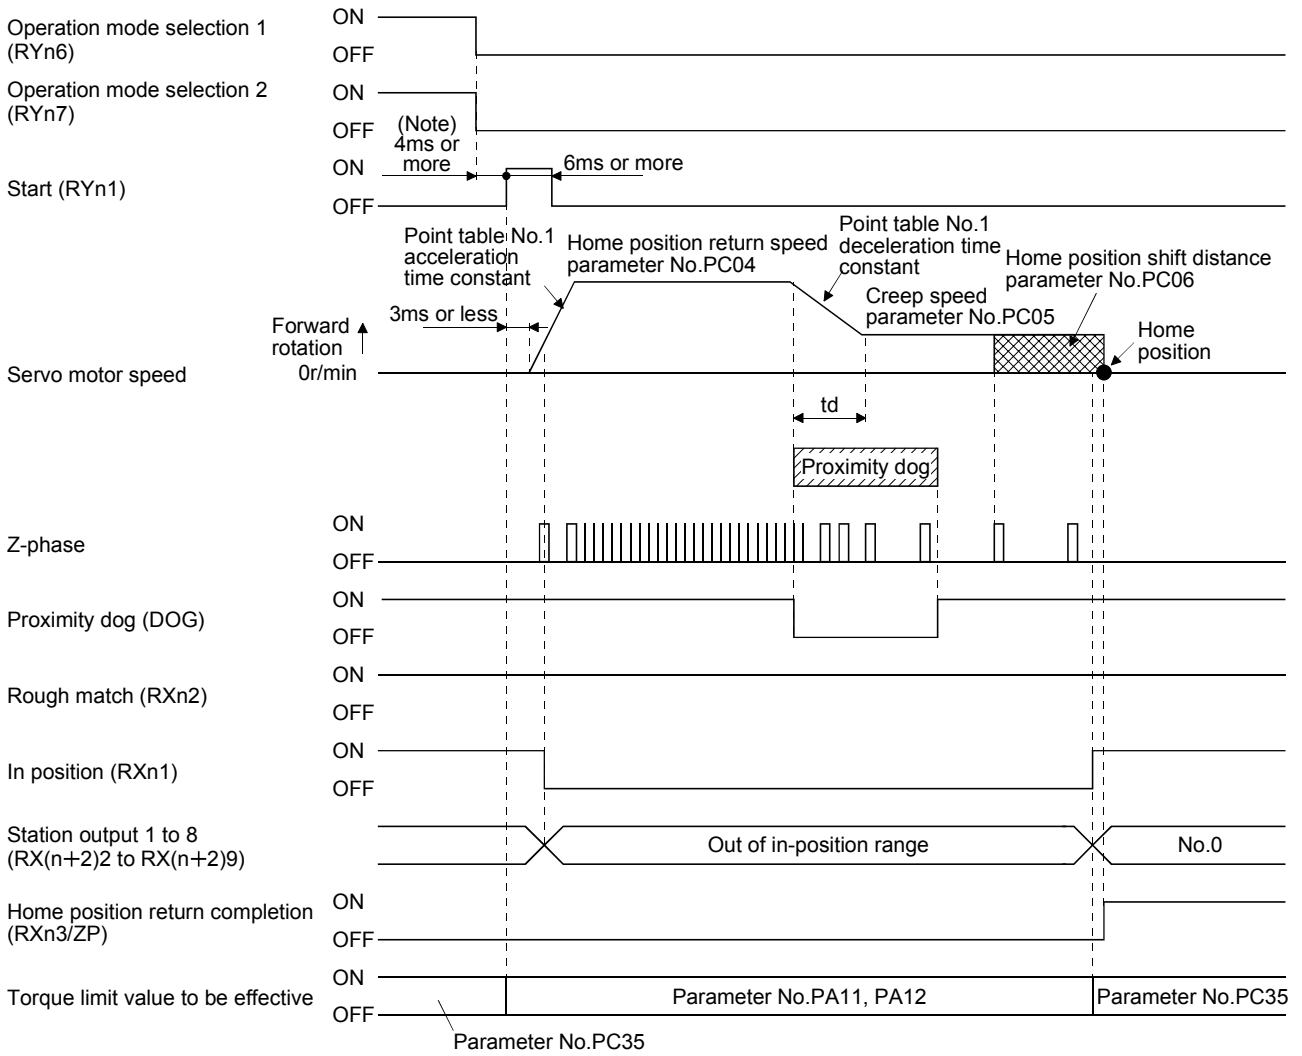 Operation mode selection 1
(RYn6)
ON
OFF
Operation mode selection 2
(RYn7)
ON
OFF
(Note)
4ms or
more
6ms or more
Start (RYn1)
ON
OFF
Point table No.1
acceleration
time constant
Home position return speed
parameter No.PC04
Point table No.1
deceleration time
constant
Home position shift distance
parameter No.PC06
Creep speed
parameter No.PC05
3ms or less
Forward
rotation
0r/min
Servo motor speed
Home
position
td
Proximity dog
Z-phase
ON
OFF
Proximity dog (DOG)
ON
OFF
Rough match (RXn2)
ON
OFF
In position (RXn1)
ON
OFF
Station output 1 to 8
(RX(n+2)2 to RX(n+2)9)
Out of in-position range
No.0
Home position return completion
(RXn3/ZP)
ON
OFF
Torque limit value to be effective
ON
OFF
Parameter No.PA11, PA12
Parameter No.PC35
Parameter No.PC35